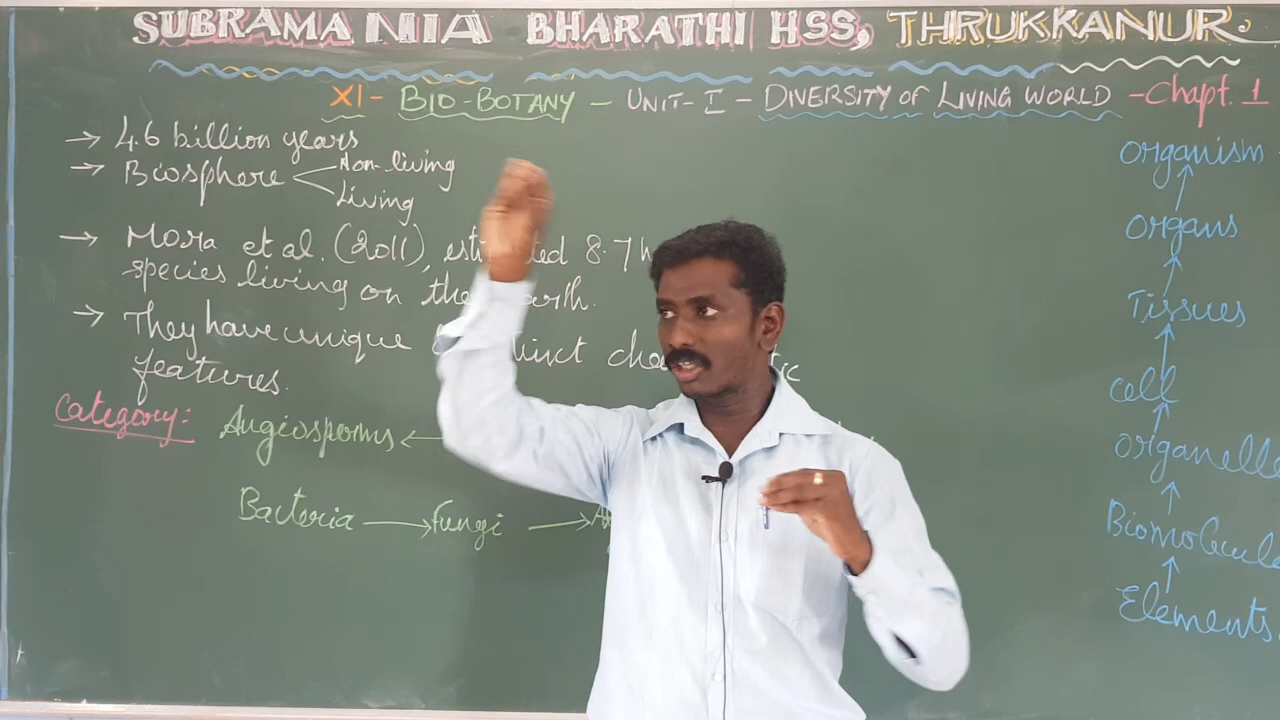 SUBRAMANIA BHARATHI HSS, THRUKKANUR.
XI- BIO-BOTANY - UNIT-I - DIVERSITY OF LIVING WORLD - Chapt. 1
→ 4.6 billion years
→ Biosphere < Non-living
Living
→ Mora et al. (2011), 8.7
species living on the
→ They have unique
features.
Category: Angiosperms ←
Bacteria → Fungi →
organism
organs
Tissues
cell
organelle
Biomolecule
Elements